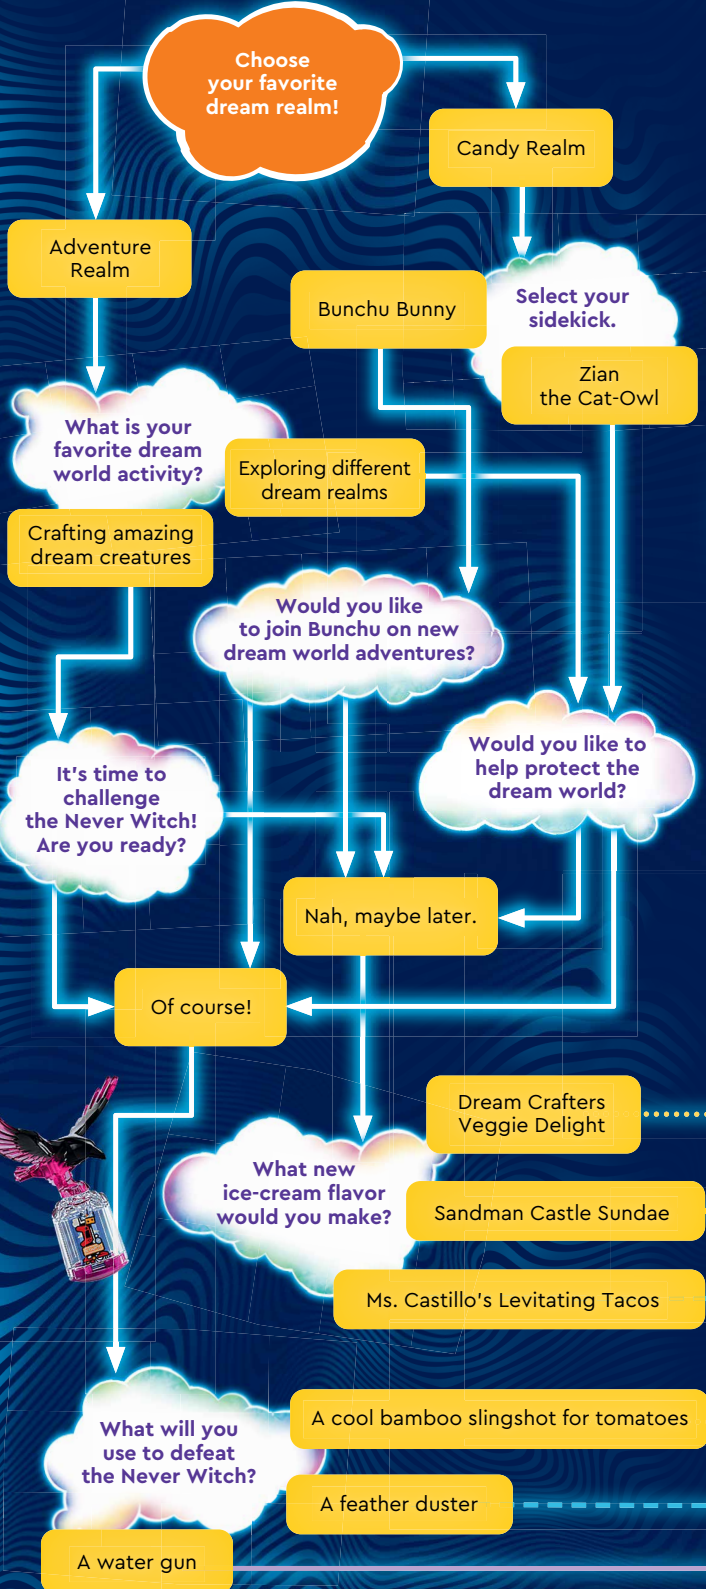 Choose
your favorite
dream realm!
Candy Realm
Adventure
Realm
Select your
sidekick.
Bunchu Bunny
Zian
the Cat-Owl
What is your
favorite dream
world activity?
Exploring different
dream realms
Crafting amazing
dream creatures
Would you like
to join Bunchu on new
dream world adventures?
Would you like to
help protect the
dream world?
It's time to
challenge
the Never Witch!
Are you ready?
Nah, maybe later.
Of course!
Dream Crafters
Veggie Delight
What new
ice-cream flavor
would you make?
Sandman Castle Sundae
Ms. Castillo's Levitating Tacos
What will you
use to defeat
the Never Witch?
A cool bamboo slingshot for tomatoes
A feather duster
A water gun